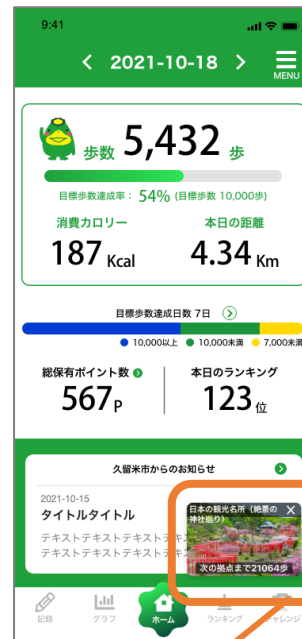 9:41
2021-10-18
MENU
歩数 5,432 歩
目標歩数達成率： 54% (目標歩数 10,000歩)
消費カロリー 本日の距離
187 Kcal 4.34 Km
目標歩数達成日数 7日
10,000以上 10,000未満 7,000未満
総保有ポイント数 本日のランキング
567P 123位
久留米市からのお知らせ
2021-10-15
タイトルタイトル
テキストテキストテキストテキ
テキストテキストテキストテキ
日本の観光名所（絶景の
神社巡り）
次の拠点まで21064歩
記録 グラフ ホーム ランキング チャレンジ